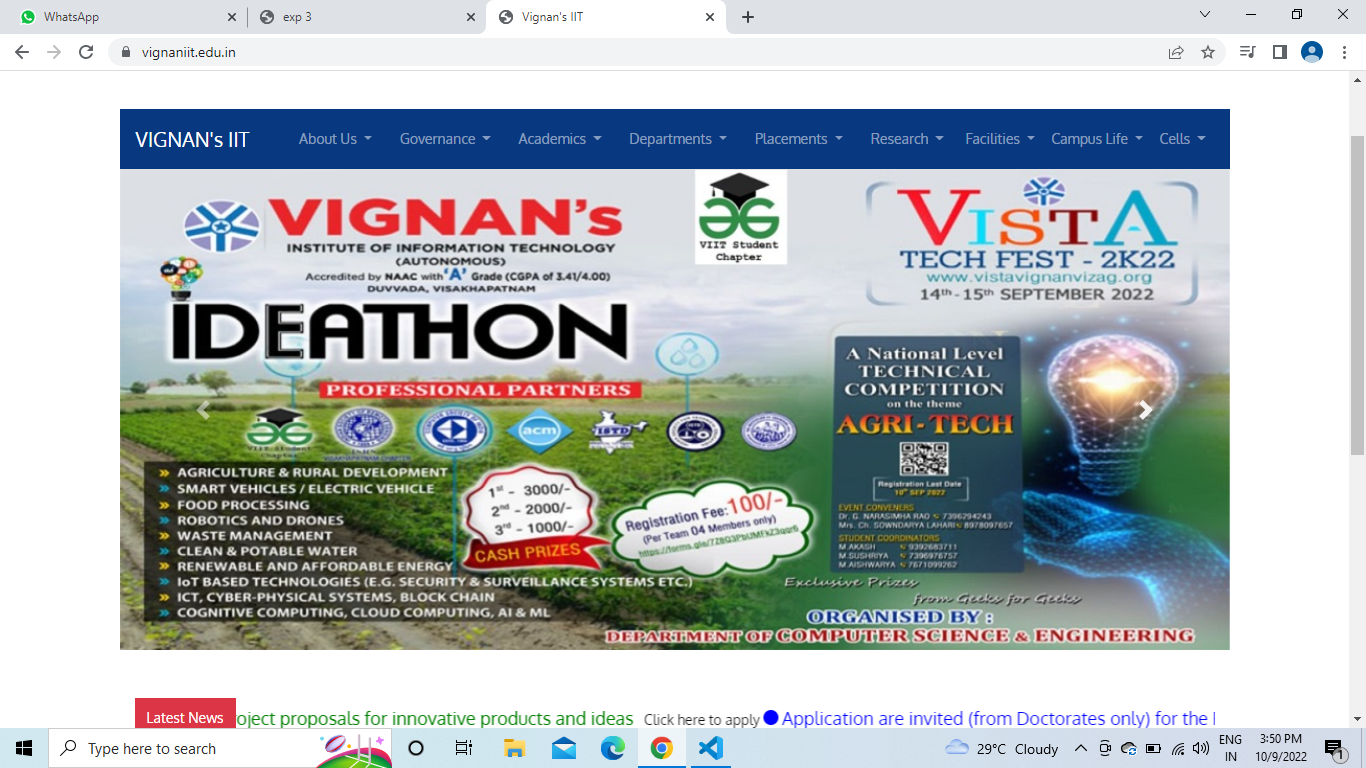 WhatsApp
exp 3
Vignan's IIT
vignaniit.edu.in
VIGNAN's IIT
About Us
Governance
Academics
Departments
Placements
Research
Facilities
Campus Life
Cells
VIGNAN's
INSTITUTE OF INFORMATION TECHNOLOGY
(AUTONOMOUS)
Accredited by NAAC with 'A' Grade (CGPA of 3.41/4.00)
DUVVADA, VISAKHAPATNAM
VIIT Student
Chapter
VISTA
TECH FEST - 2K22
www.vistavignanvizag.org
14th - 15th SEPTEMBER 2022
IDEATHON
PROFESSIONAL PARTNERS
VIIT Student
Chapter
acm
ISTD
A National Level
TECHNICAL
COMPETITION
on the theme
AGRI - TECH
Registration Last Date
10th SEP 2022
EVENT CONVENERS
Dr. G. NARASIMHA RAO 7396294243
Mrs. Ch. SOWNDARYA LAHARI 8978097657
STUDENT COORDINATORS
M.AKASH 9392683711
M.SUSHRIYA 7396976757
M.AISHWARYA 7671099262
» AGRICULTURE & RURAL DEVELOPMENT
» SMART VEHICLES / ELECTRIC VEHICLE
» FOOD PROCESSING
» ROBOTICS AND DRONES
» WASTE MANAGEMENT
» CLEAN & POTABLE WATER
» RENEWABLE AND AFFORDABLE ENERGY
» IoT BASED TECHNOLOGIES (E.G. SECURITY & SURVEILLANCE SYSTEMS ETC.)
» ICT, CYBER-PHYSICAL SYSTEMS, BLOCK CHAIN
» COGNITIVE COMPUTING, CLOUD COMPUTING, AI & ML
1st - 3000/-
2nd - 2000/-
3rd - 1000/-
CASH PRIZES
Registration Fee: 100/-
(Per Team 04 Members only)
Exclusive Prizes
from Geeks for Geeks
ORGANISED BY :
DEPARTMENT OF COMPUTER SCIENCE & ENGINEERING
Latest News
oject proposals for innovative products and ideas Click here to apply Application are invited (from Doctorates only) for the
Type here to search
29°C Cloudy
ENG
IN
3:50 PM
10/9/2022
1